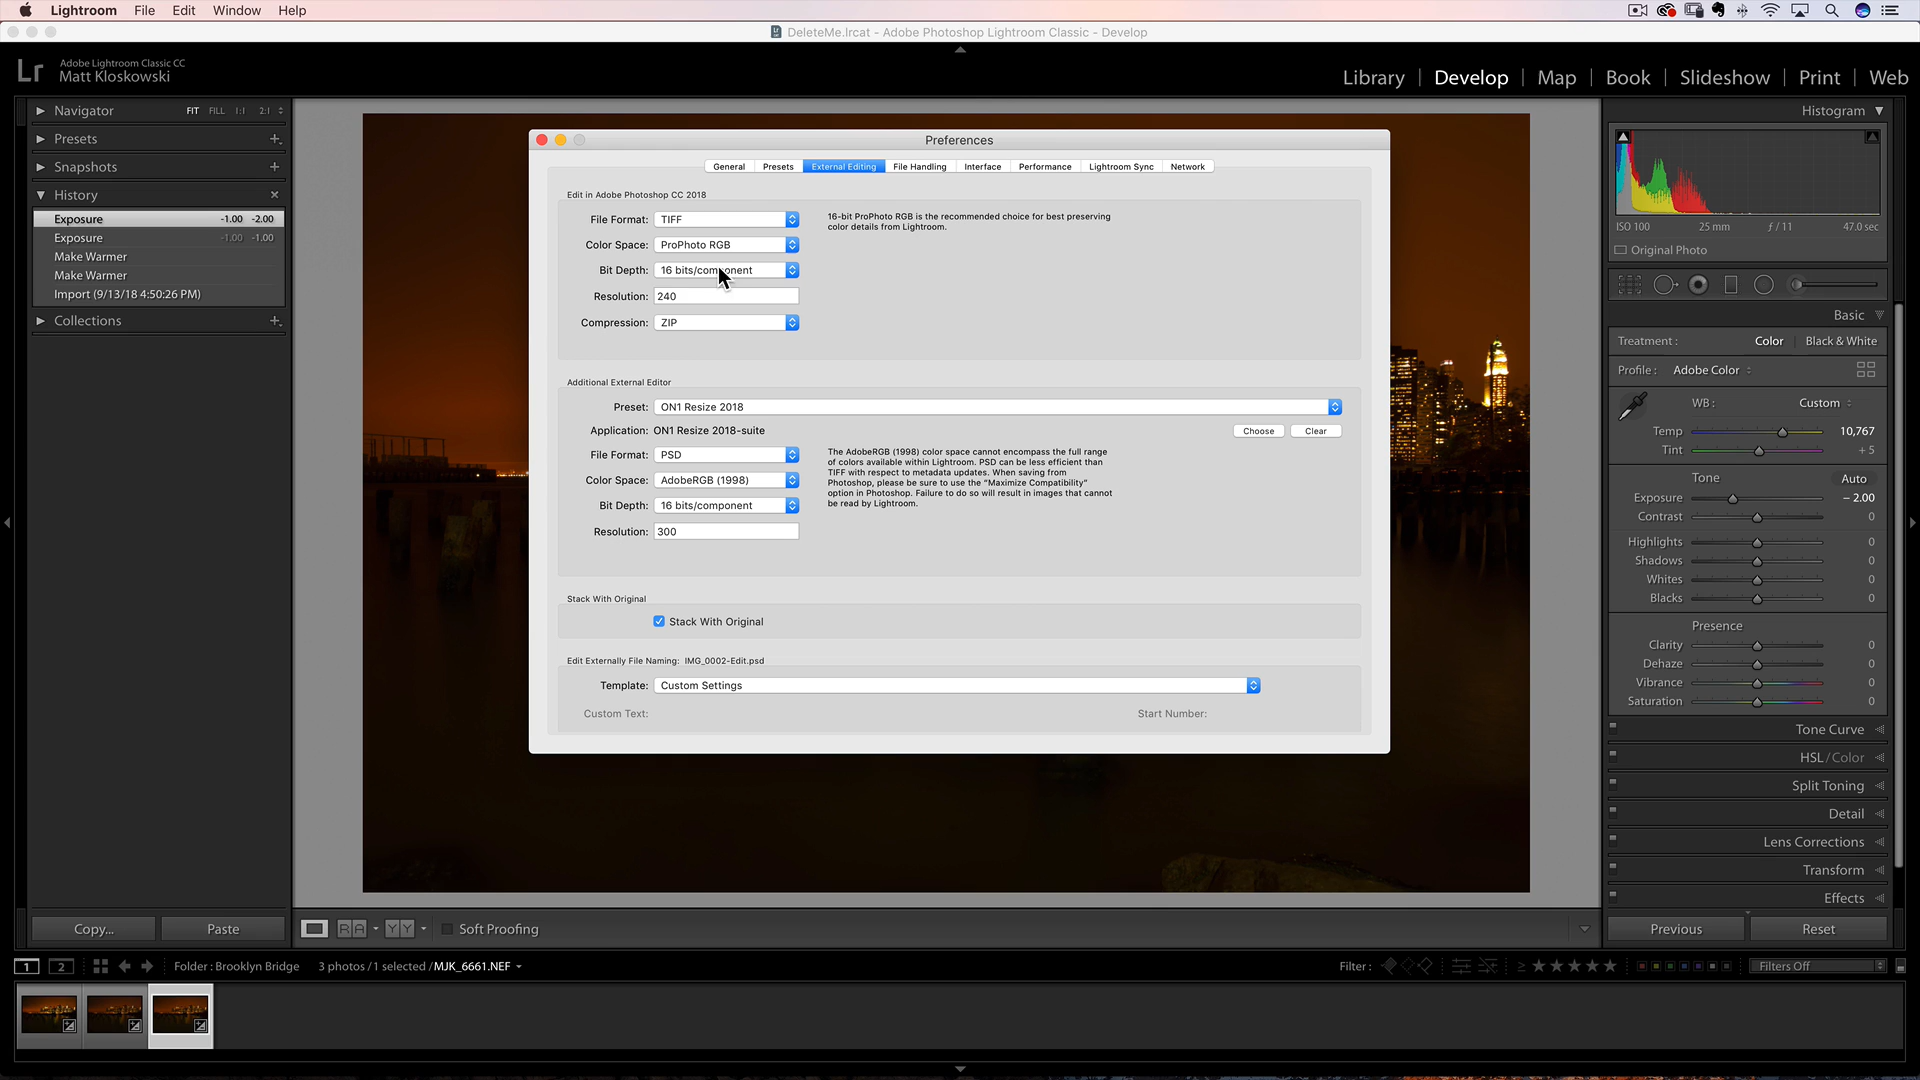 Lightroom File Edit Window Help
DeleteMe.lrcat - Adobe Photoshop Lightroom Classic - Develop
Lr
Adobe Lightroom Classic CC
Matt Kloskowski
Library | Develop | Map | Book | Slideshow | Print | Web
Navigator FIT FILL 1:1 2:1
Presets
Snapshots
History
Exposure -1.00 -2.00
Exposure -1.00 -1.00
Make Warmer
Make Warmer
Import (9/13/18 4:50:26 PM)
Collections
Preferences
General Presets External Editing File Handling Interface Performance Lightroom Sync Network
Edit in Adobe Photoshop CC 2018
File Format: TIFF
Color Space: ProPhoto RGB
Bit Depth: 16 bits/component
Resolution: 240
Compression: ZIP
16-bit ProPhoto RGB is the recommended choice for best preserving
color details from Lightroom.
Additional External Editor
Preset: ON1 Resize 2018
Application: ON1 Resize 2018-suite
Choose Clear
File Format: PSD
Color Space: AdobeRGB (1998)
Bit Depth: 16 bits/component
Resolution: 300
The AdobeRGB (1998) color space cannot encompass the full range
of colors available within Lightroom. PSD can be less efficient than
TIFF with respect to metadata updates. When saving from
Photoshop, please be sure to use the “Maximize Compatibility”
option in Photoshop. Failure to do so will result in images that cannot
be read by Lightroom.
Stack With Original
Stack With Original
Edit Externally File Naming: IMG_0002-Edit.psd
Template: Custom Settings
Custom Text: Start Number:
Histogram
ISO 100 25 mm ƒ / 11 47.0 sec
Original Photo
Basic
Treatment : Color | Black & White
Profile : Adobe Color
WB : Custom
Temp 10,767
Tint + 5
Tone Auto
Exposure – 2.00
Contrast 0
Highlights 0
Shadows 0
Whites 0
Blacks 0
Presence
Clarity 0
Dehaze 0
Vibrance 0
Saturation 0
Tone Curve
HSL / Color
Split Toning
Detail
Lens Corrections
Transform
Effects
Copy... Paste
R A Y Y Soft Proofing
Previous Reset
1 2 Folder : Brooklyn Bridge 3 photos / 1 selected / MJK_6661.NEF
Filter : ≥ ★★★★★ Filters Off